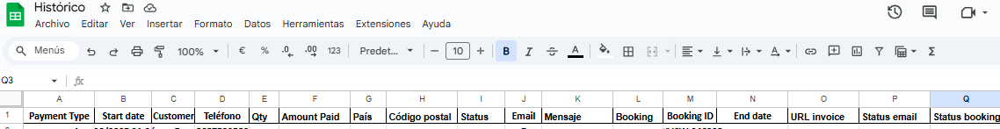 Histórico
Archivo Editar Ver Insertar Formato Datos Herramientas Extensiones Ayuda
Menús 100% € % .0 .00 123 Predet... 10 B I A
Q3 fx
A B C D E F G H I J K L M N O P Q
1 Payment Type Start date Customer Teléfono Qty Amount Paid País Código postal Status Email Mensaje Booking Booking ID End date URL invoice Status email Status booking